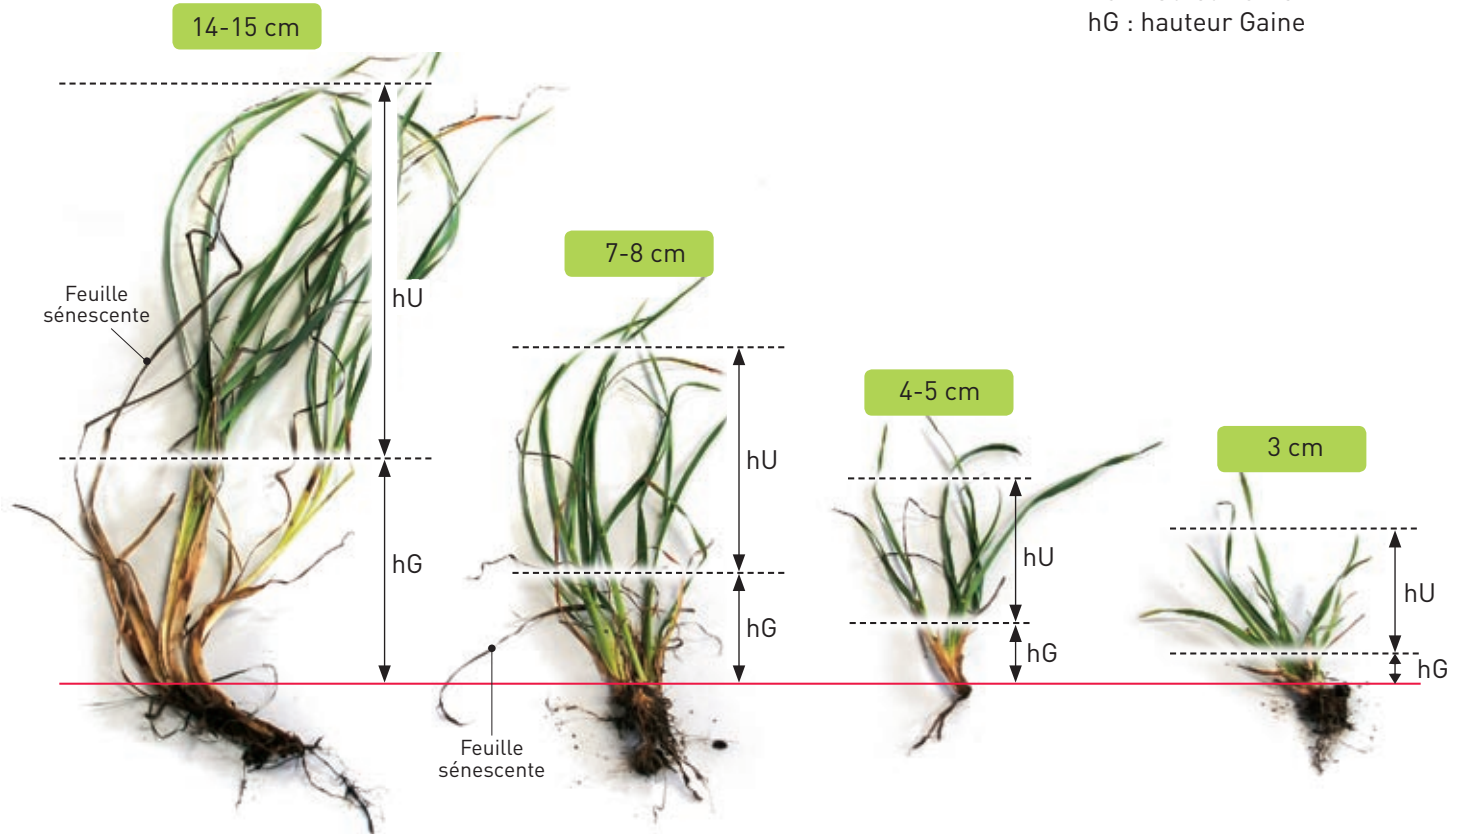 14-15 cm
hG : hauteur Gaine
7-8 cm
Feuille
sénescente
hU
4-5 cm
3 cm
hU
hU
hU
hG
hG
hG
hG
Feuille
sénescente